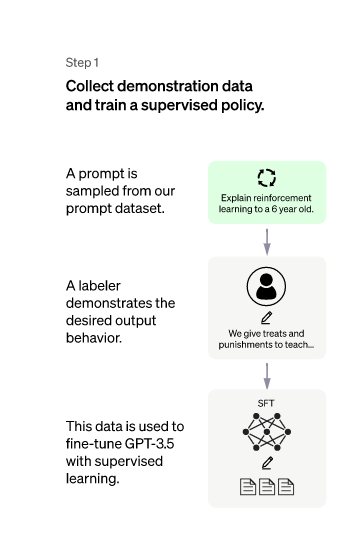 Step 1
Collect demonstration data
and train a supervised policy.
A prompt is
sampled from our
prompt dataset.
Explain reinforcement
learning to a 6 year old.
A labeler
demonstrates the
desired output
behavior.
We give treats and
punishments to teach...
This data is used to
fine-tune GPT-3.5
with supervised
learning.
SFT